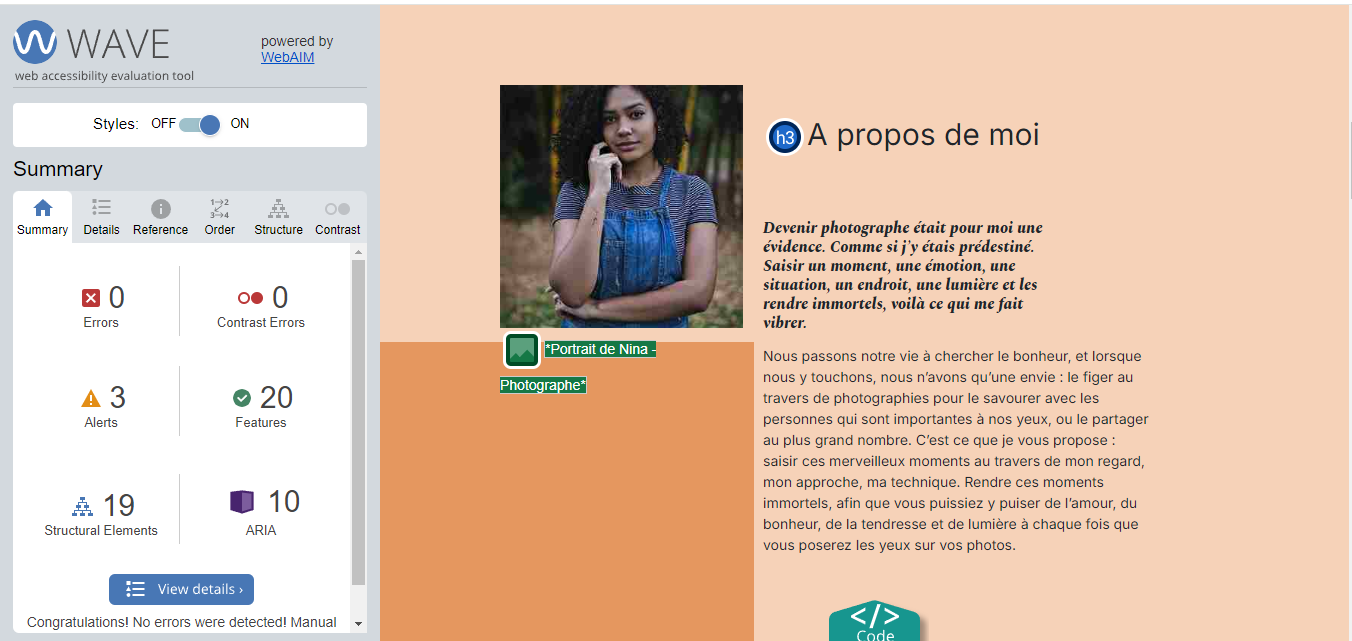 WAVE
powered by
WebAIM
web accessibility evaluation tool
Styles: OFF ON
Summary
Summary Details Reference Order Structure Contrast
0
Errors
0
Contrast Errors
3
Alerts
20
Features
19
Structural Elements
10
ARIA
View details ›
Congratulations! No errors were detected! Manual
h3 A propos de moi
*Portrait de Nina -
Photographe*
Devenir photographe était pour moi une
évidence. Comme si j'y étais prédestiné.
Saisir un moment, une émotion, une
situation, un endroit, une lumière et les
rendre immortels, voilà ce qui me fait
vibrer.
Nous passons notre vie à chercher le bonheur, et lorsque
nous y touchons, nous n’avons qu’une envie : le figer au
travers de photographies pour le savourer avec les
personnes qui sont importantes à nos yeux, ou le partager
au plus grand nombre. C’est ce que je vous propose :
saisir ces merveilleux moments au travers de mon regard,
mon approche, ma technique. Rendre ces moments
immortels, afin que vous puissiez y puiser de l’amour, du
bonheur, de la tendresse et de lumière à chaque fois que
vous poserez les yeux sur vos photos.
</>
Code